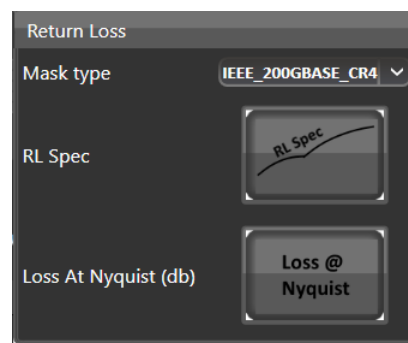 Return Loss
Mask type
IEEE_200GBASE_CR4
RL Spec
RL Spec
Loss At Nyquist (db)
Loss @
Nyquist